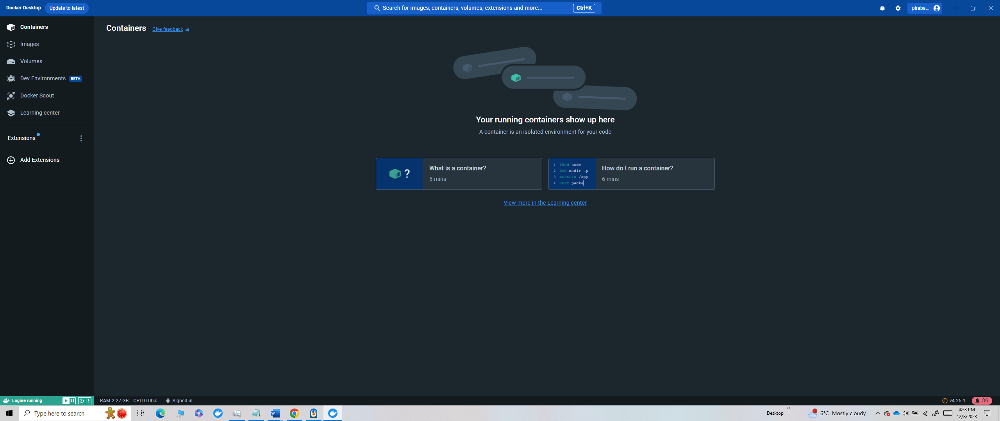 Docker Desktop Update to latest
Search for images, containers, volumes, extensions and more... Ctrl+K
piraba...
Containers
Images
Volumes
Dev Environments BETA
Docker Scout
Learning center
Extensions
Add Extensions
Containers Give feedback
Your running containers show up here
A container is an isolated environment for your code
?
What is a container?
5 mins
1 FROM node
2 RUN mkdir -p
3 WORKDIR /app
4 COPY packa
How do I run a container?
6 mins
View more in the Learning center
Engine running
RAM 2.27 GB CPU 0.00% Signed in
v4.25.1 36
Type here to search
W
Desktop
1
6°C Mostly cloudy
4:33 PM
12/8/2023